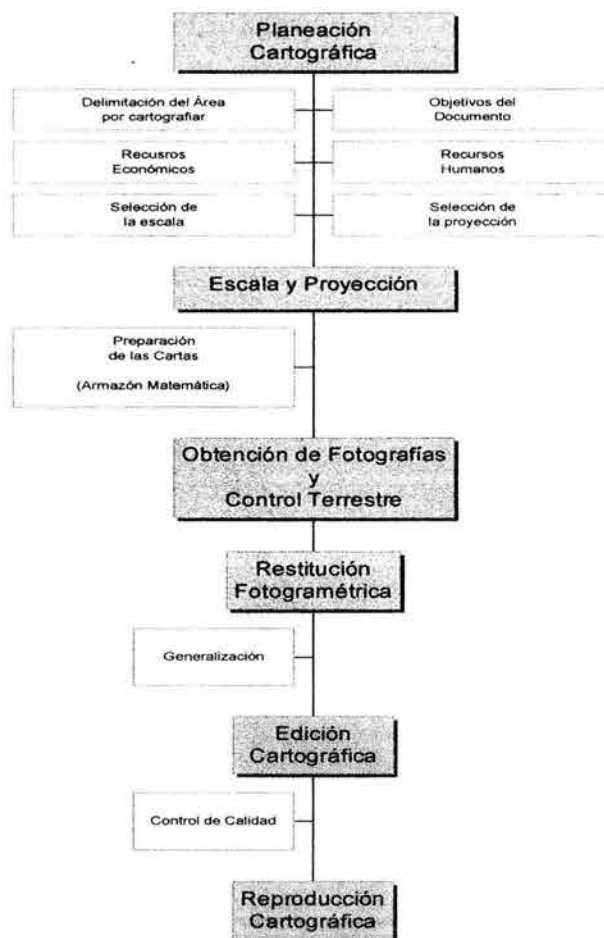 Planeación
Cartográfica
Delimitación del Área
por cartografiar
Objetivos del
Documento
Recusros
Económicos
Recursos
Humanos
Selección de
la escala
Selección de
la proyección
Escala y Proyección
Preparación
de las Cartas
(Armazón Matemática)
Obtención de Fotografías
y
Control Terrestre
Restitución
Fotogramétrica
Generalización
Edición
Cartográfica
Control de Calidad
Reproducción
Cartográfica